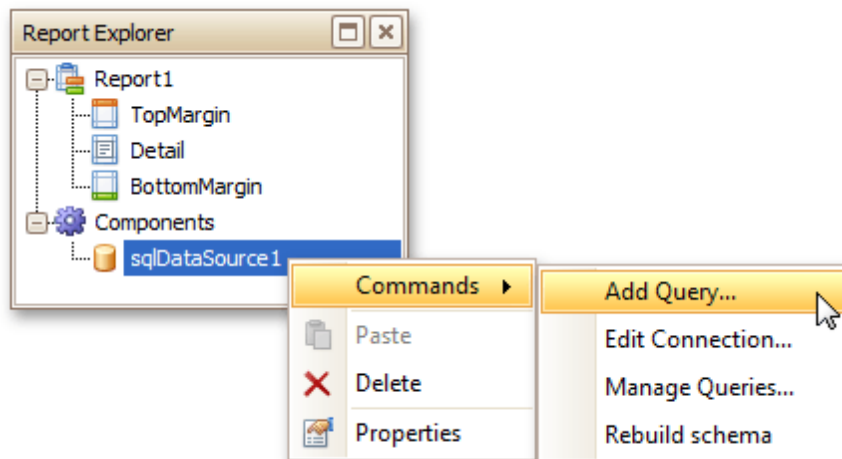 Report Explorer
Report1
TopMargin
Detail
BottomMargin
Components
sqlDataSource1
Commands
Paste
Delete
Properties
Add Query...
Edit Connection...
Manage Queries...
Rebuild schema